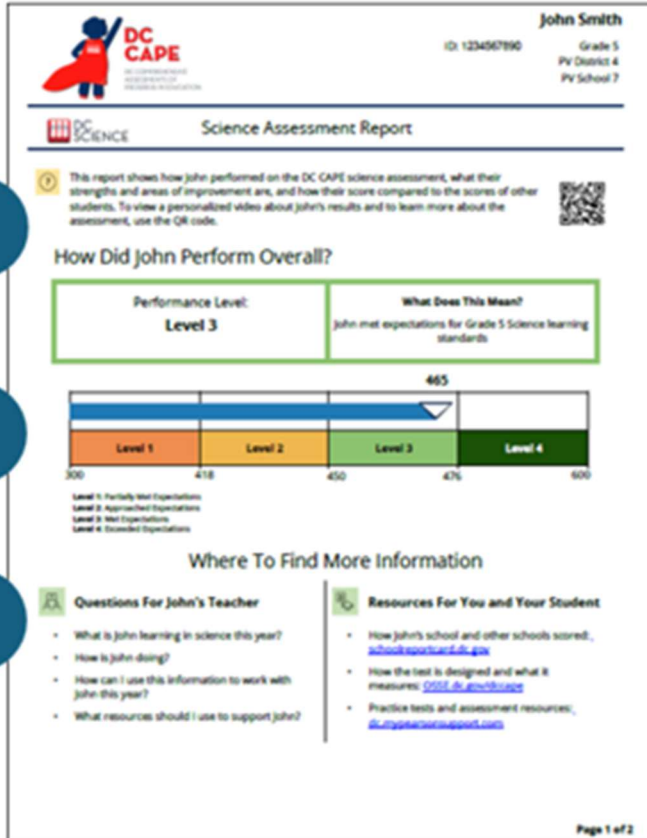 John Smith
DC
CAPE
DC COMPREHENSIVE
ASSESSMENTS OF
PROGRESS IN EDUCATION
ID: 1234567890
Grade 5
PV District 4
PV School 7
DC
SCIENCE
Science Assessment Report
This report shows how John performed on the DC CAPE science assessment, what their
strengths and areas of improvement are, and how their score compared to the scores of other
students. To view a personalized video about John's results and to learn more about the
assessment, use the QR code.
How Did John Perform Overall?
Performance Level:
Level 3
What Does This Mean?
John met expectations for Grade 5 Science learning
standards
465
Level 1
Level 2
Level 3
Level 4
300
418
450
476
600
Level 1: Partially Met Expectations
Level 2: Approached Expectations
Level 3: Met Expectations
Level 4: Exceeded Expectations
Where To Find More Information
Questions For John's Teacher
What is John learning in science this year?
How is John doing?
How can I use this information to work with
John this year?
What resources should I use to support John?
Resources For You and Your Student
How John's school and other schools scored:
schoolreportcard.dc.gov
How the test is designed and what it
measures: OSSE.dc.gov/dccape
Practice tests and assessment resources:
dc.mypearsonsupport.com
Page 1 of 2